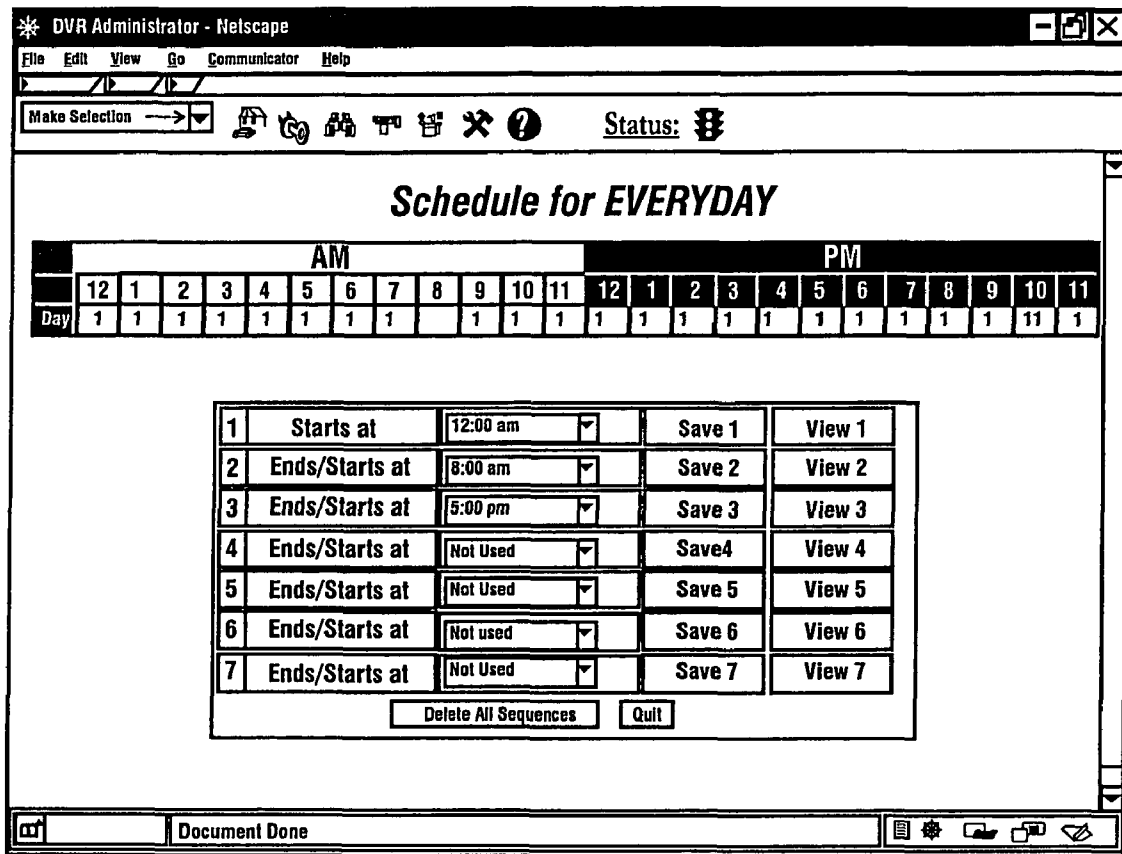 DVR Administrator - Netscape
File Edit View Go Communicator Help
Make Selection
Status:
Schedule for EVERYDAY
AM PM
12 1 2 3 4 5 6 7 8 9 10 11 12 1 2 3 4 5 6 7 8 9 10 11
Day 1 1 1 1 1 1 1 1 1 1 1 1 1 1 1 1 1 1 1 1 1 11 1
1 Starts at 12:00 am Save 1 View 1
2 Ends/Starts at 8:00 am Save 2 View 2
3 Ends/Starts at 5:00 pm Save 3 View 3
4 Ends/Starts at Not Used Save4 View 4
5 Ends/Starts at Not Used Save 5 View 5
6 Ends/Starts at Not used Save 6 View 6
7 Ends/Starts at Not Used Save 7 View 7
Delete All Sequences Quit
Document Done